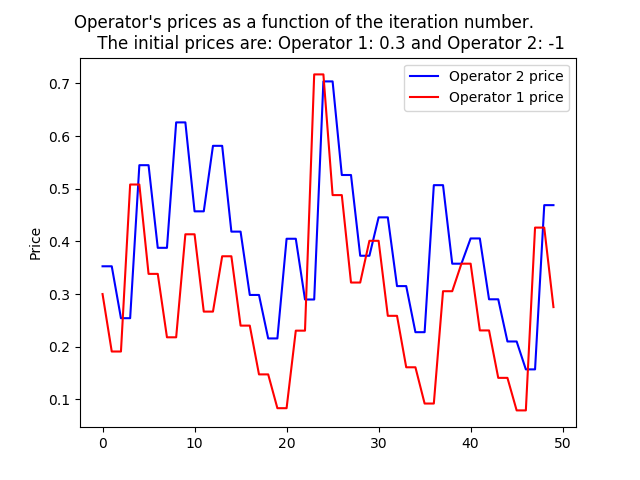 Operator's prices as a function of the iteration number.
The initial prices are: Operator 1: 0.3 and Operator 2: -1
Operator 2 price
Operator 1 price
Price
0.7
0.6
0.5
0.4
0.3
0.2
0.1
0 10 20 30 40 50